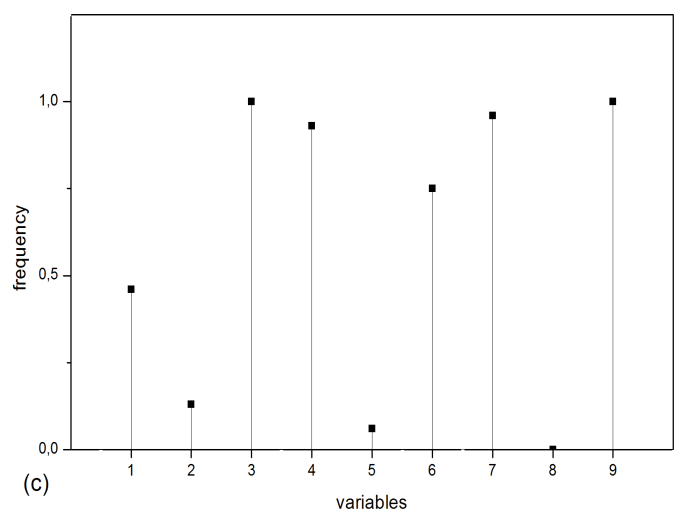 1,0
0,5
0,0
frequency
1 2 3 4 5 6 7 8 9
variables
(c)